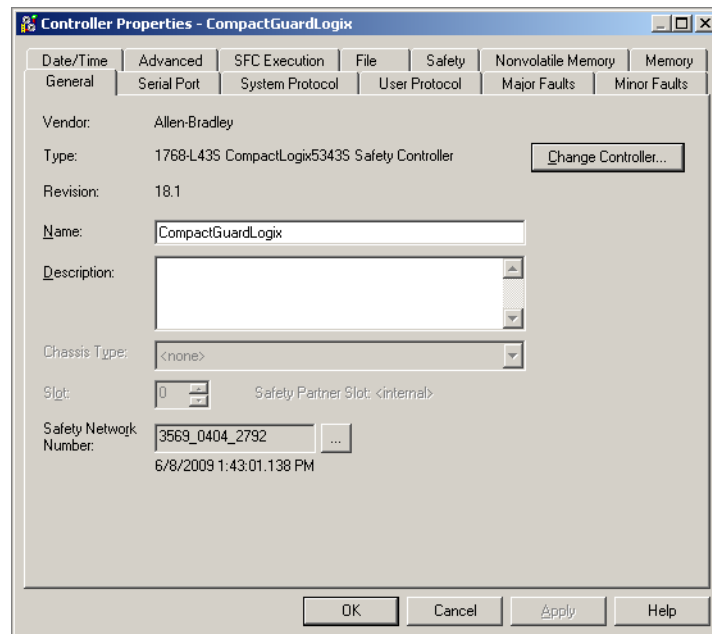 Controller Properties - CompactGuardLogix
Date/Time Advanced SFC Execution File Safety Nonvolatile Memory Memory
General Serial Port System Protocol User Protocol Major Faults Minor Faults
Vendor: Allen-Bradley
Type: 1768-L43S CompactLogix5343S Safety Controller Change Controller...
Revision: 18.1
Name: CompactGuardLogix
Description:
Chassis Type: <none>
Slot: 0 Safety Partner Slot: <internal>
Safety Network
Number: 3569_0404_2792 ...
6/8/2009 1:43:01.138 PM
OK Cancel Apply Help